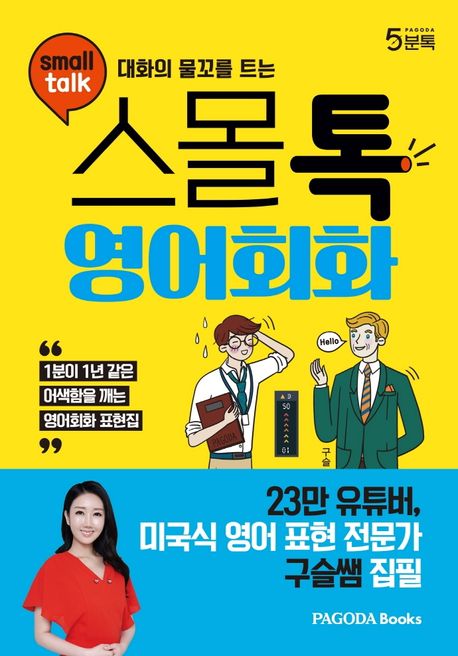 small
talk
대화의 물꼬를 트는
PAGODA
5분톡
스몰톡
영어회화
Hello
“
1분이 1년 같은
어색함을 깨는
영어회화 표현집
”
▲ D
50
01
PAGODA
구슬
23만 유튜버,
미국식 영어 표현 전문가
구슬쌤 집필
PAGODA Books